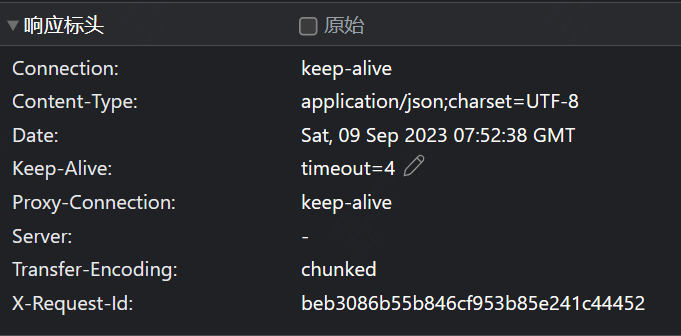 响应标头 原始
Connection: keep-alive
Content-Type: application/json;charset=UTF-8
Date: Sat, 09 Sep 2023 07:52:38 GMT
Keep-Alive: timeout=4
Proxy-Connection: keep-alive
Server: -
Transfer-Encoding: chunked
X-Request-Id: beb3086b55b846cf953b85e241c44452